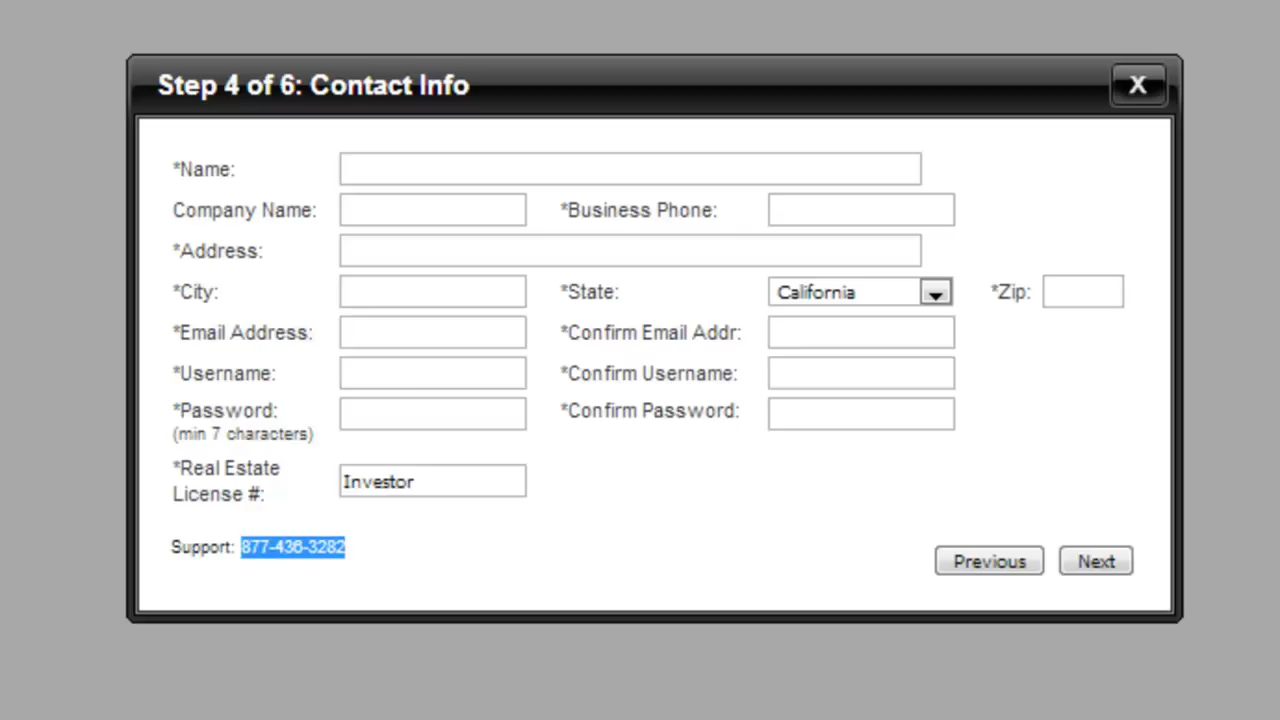 Step 4 of 6: Contact Info
X
*Name:
Company Name: *Business Phone:
*Address:
*City: *State: California *Zip:
*Email Address: *Confirm Email Addr:
*Username: *Confirm Username:
*Password: *Confirm Password:
(min 7 characters)
*Real Estate
License #: Investor
Support: 877-436-3282
Previous Next